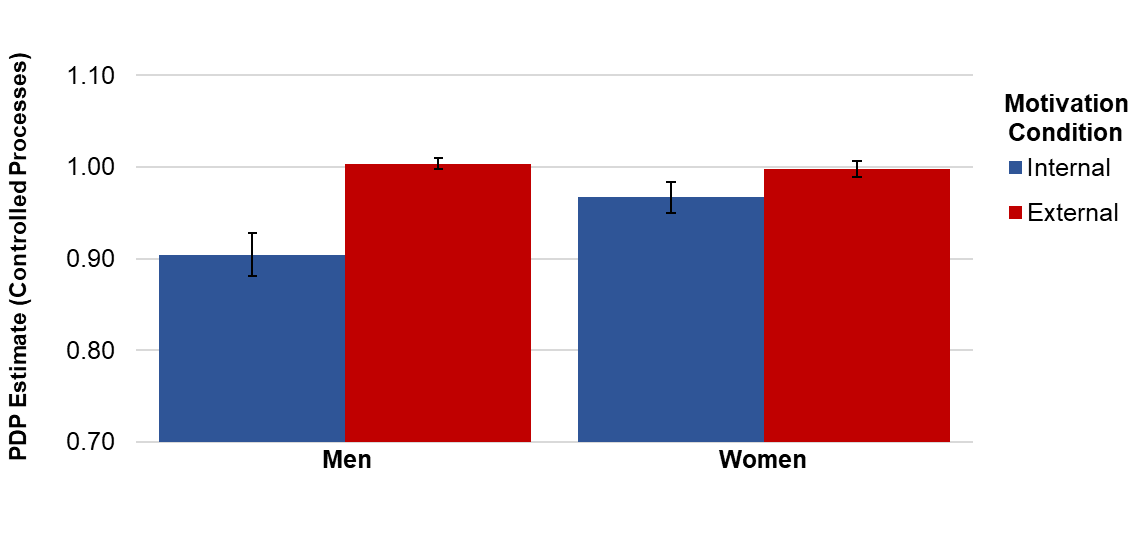 PDP Estimate (Controlled Processes)
1.10
1.00
0.90
0.80
0.70
Men
Women
Motivation
Condition
Internal
External